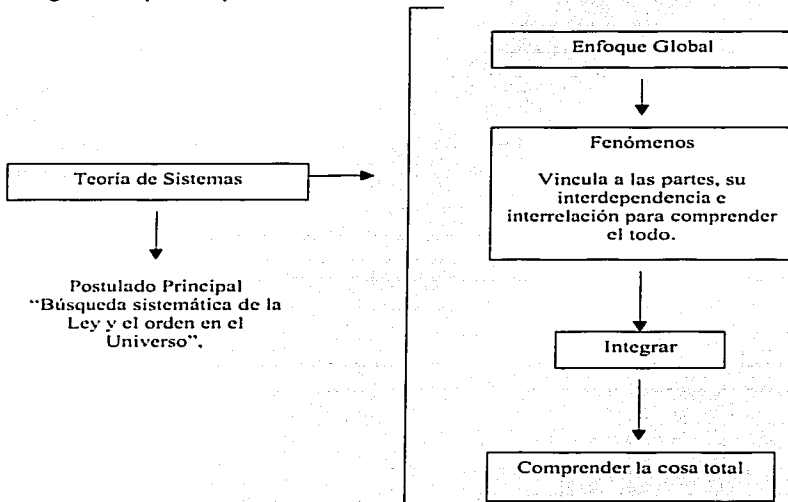 Teoría de Sistemas
Postulado Principal
“Búsqueda sistemática de la
Ley y el orden en el
Universo”,
Enfoque Global
Fenómenos
Vincula a las partes, su
interdependencia e
interrelación para comprender
el todo.
Integrar
Comprender la cosa total